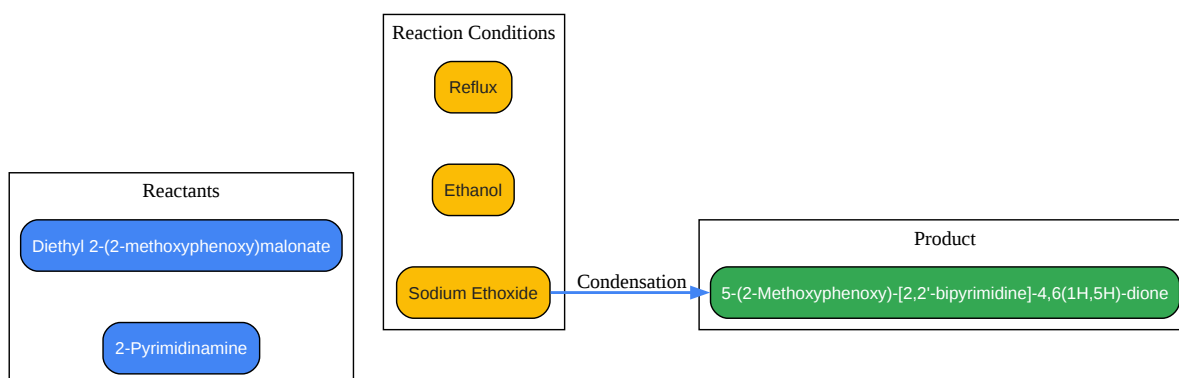 Reaction Conditions
Reflux
Ethanol
Sodium Ethoxide
Reactants
Diethyl 2-(2-methoxyphenoxy)malonate
2-Pyrimidinamine
Condensation
Product
5-(2-Methoxyphenoxy)-[2,2'-bipyrimidine]-4,6(1H,5H)-dione